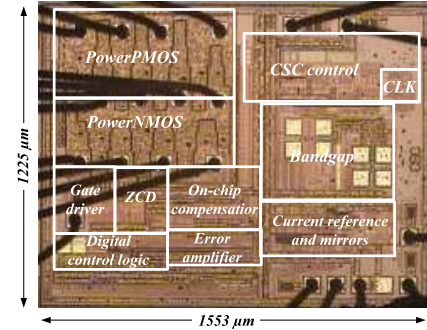 PowerPMOS
CSC control
CLK
PowerNMOS
Bandgap
Gate
driver
ZCD
On-chip
compensatior
Current reference
and mirrors
Digital
control logic
Error
amplifier
1225 μm
1553 μm